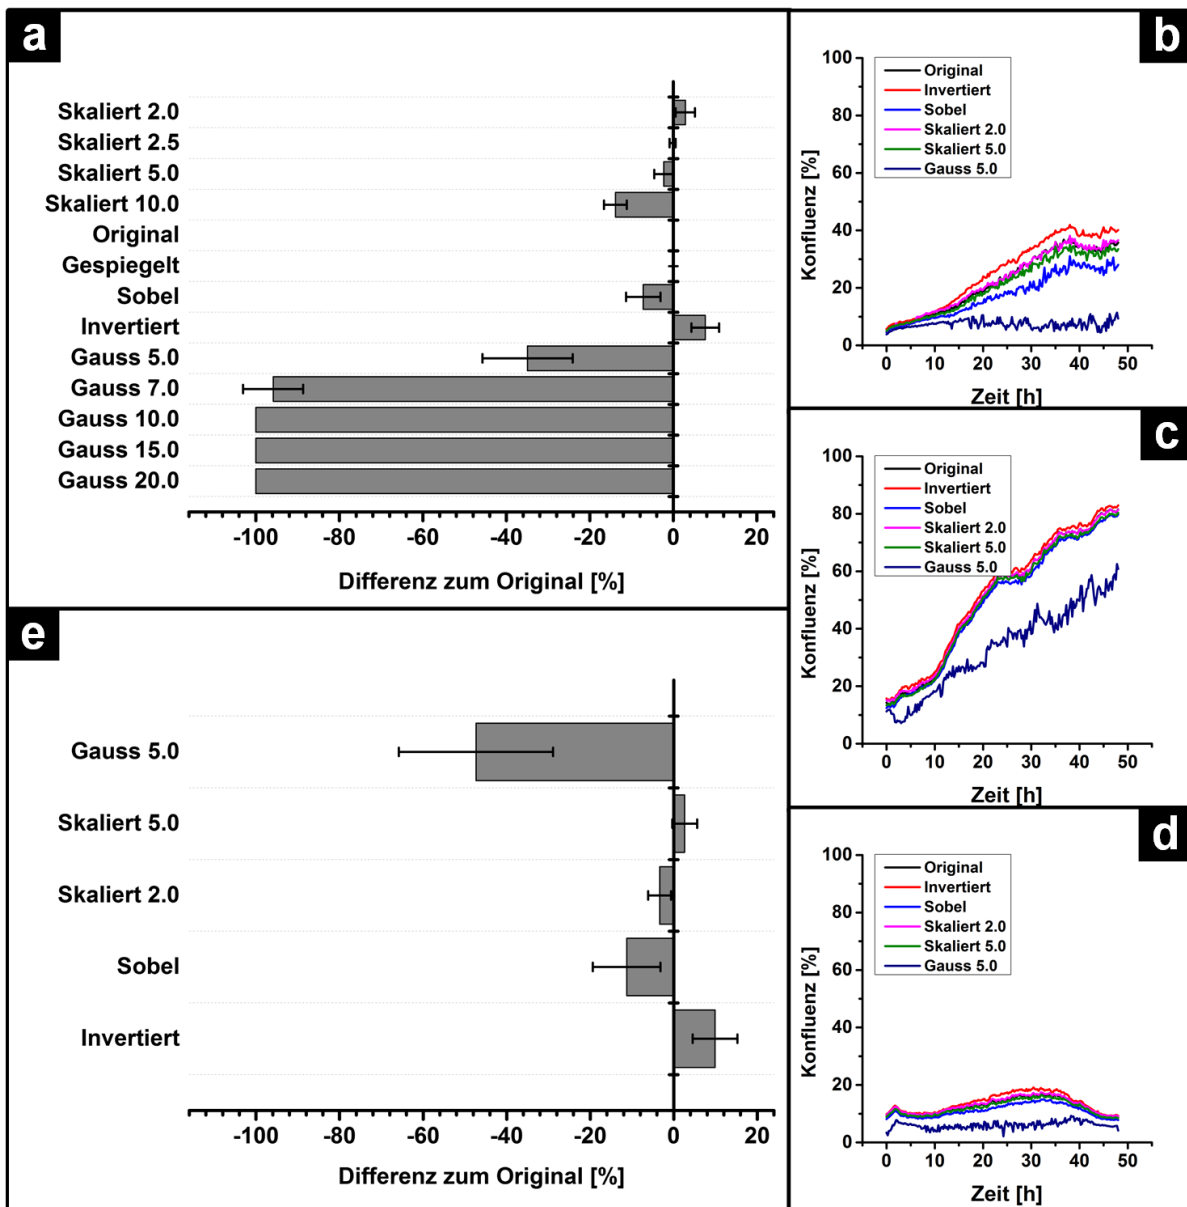 a
Skaliert 2.0
Skaliert 2.5
Skaliert 5.0
Skaliert 10.0
Original
Gespiegelt
Sobel
Invertiert
Gauss 5.0
Gauss 7.0
Gauss 10.0
Gauss 15.0
Gauss 20.0
-100 -80 -60 -40 -20 0 20
Differenz zum Original [%]
b
Konfluenz [%]
100
80
60
40
20
0
Original
Invertiert
Sobel
Skaliert 2.0
Skaliert 5.0
Gauss 5.0
0 10 20 30 40 50
Zeit [h]
c
Konfluenz [%]
100
80
60
40
20
0
Original
Invertiert
Sobel
Skaliert 2.0
Skaliert 5.0
Gauss 5.0
0 10 20 30 40 50
Zeit [h]
d
Konfluenz [%]
100
80
60
40
20
0
Original
Invertiert
Sobel
Skaliert 2.0
Skaliert 5.0
Gauss 5.0
0 10 20 30 40 50
Zeit [h]
e
Gauss 5.0
Skaliert 5.0
Skaliert 2.0
Sobel
Invertiert
-100 -80 -60 -40 -20 0 20
Differenz zum Original [%]